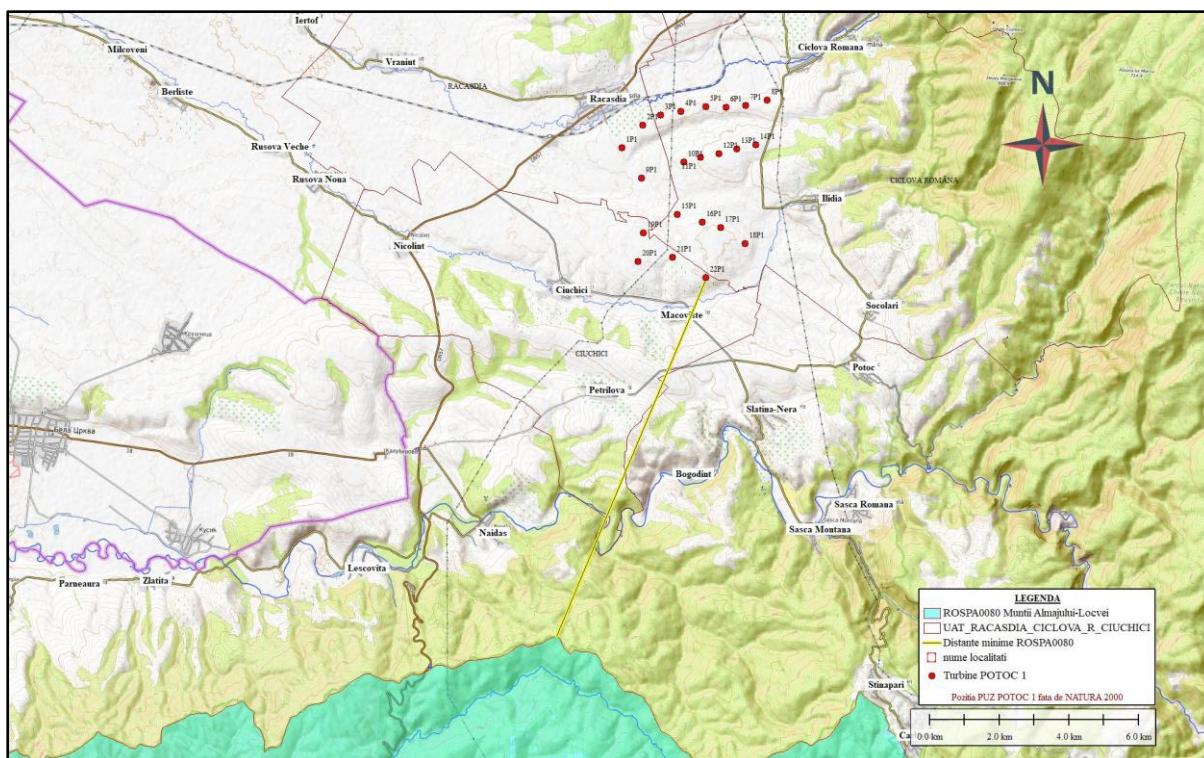 Iertof
Milcoveni
Vraniut
Ciclova Romana
RACASDIA
Berliste
Racasdia
N
8P1
7P1
6P1
5P1
4P1
3P1
2P1
1P1
14P1
13P1
12P1
10P1
11P1
9P1
Rusova Veche
Rusova Noua
CICLOVA ROMÂNA
Ilidia
15P1
16P1
17P1
19P1
18P1
Nicolint
20P1
21P1
22P1
Ciuchici
Socolari
Macoviste
CIUCHICI
Potoc
Petrilova
Slatina-Nera
Бела Црква
18
18
Bogodint
Sasca Romana
Sasca Montana
Кусић
Naidas
Lescovita
Zlatita
Parneaura
Stinapari
LEGENDA
ROSPA0080 Muntii Almajului-Locvei
UAT_RACASDIA_CICLOVA_R_CIUCHICI
Distante minime ROSPA0080
nume localitati
Turbine POTOC 1
Pozitia PUZ POTOC 1 fata de NATURA 2000
0.0 km 2.0 km 4.0 km 6.0 km